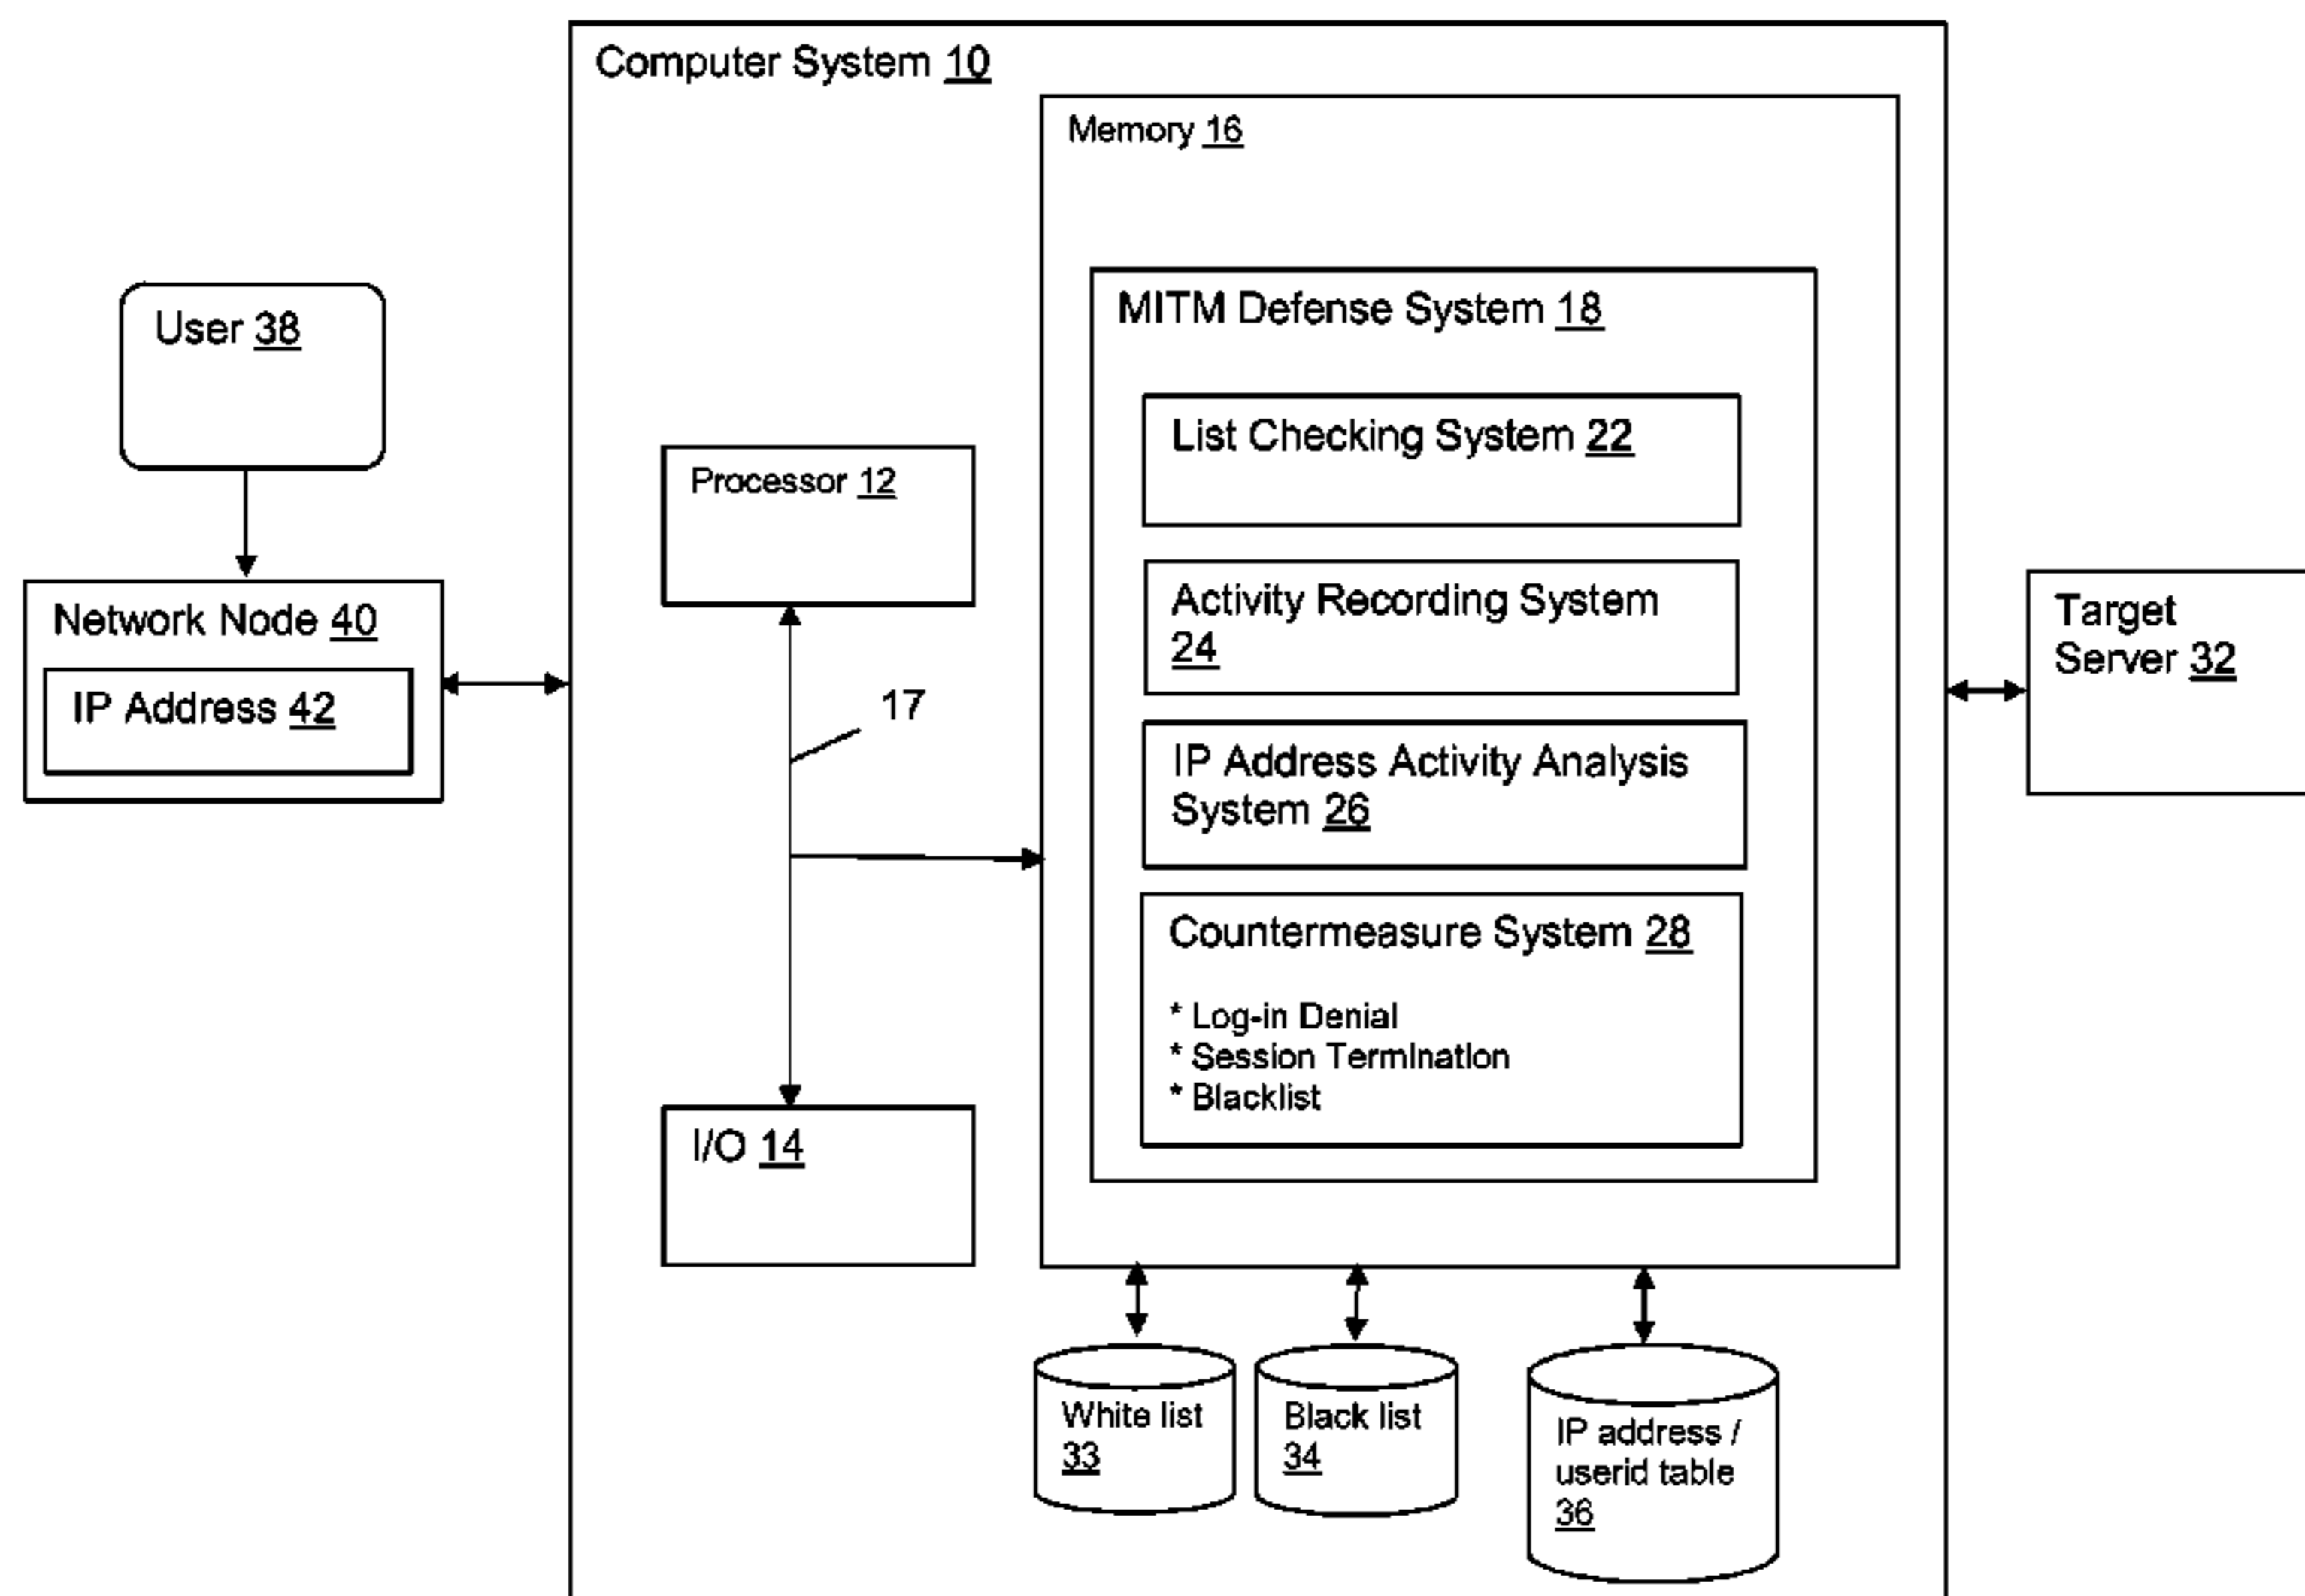 Computer System 10
Memory 16
MITM Defense System 18
User 38
List Checking System 22
Processor 12
Activity Recording System
24
Network Node 40
IP Address 42
17
Target
Server 32
IP Address Activity Analysis
System 26
Countermeasure System 28
* Log-in Denial
* Session Termination
* Blacklist
I/O 14
White list
33
Black list
34
IP address /
userid table
36